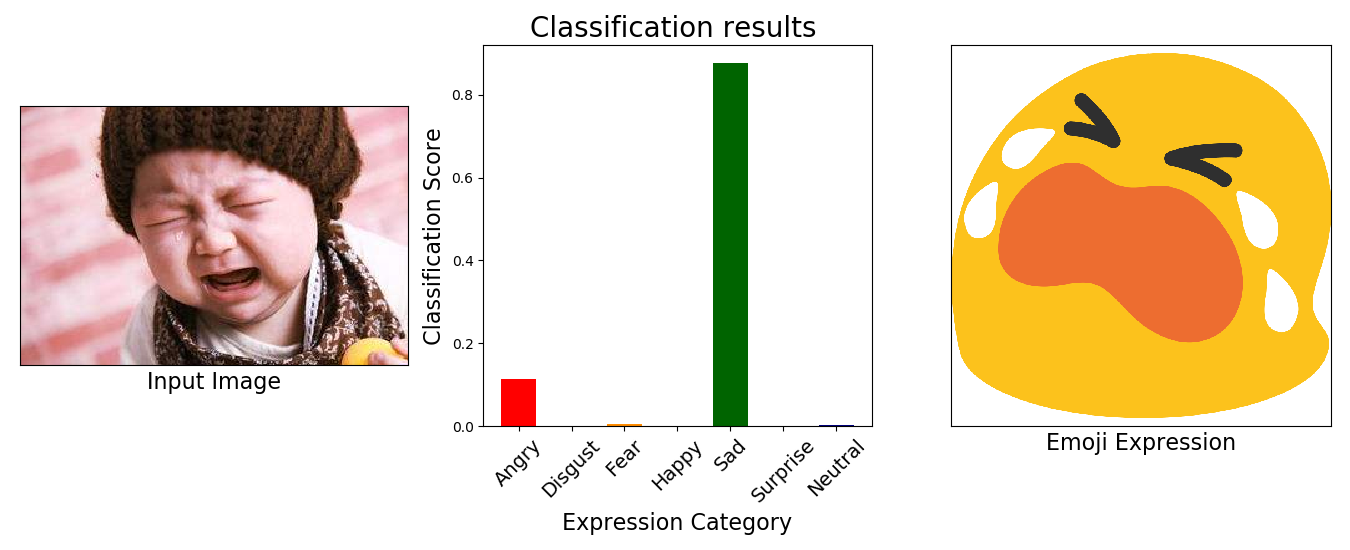 Classification results
Input Image
Classification Score
0.8
0.6
0.4
0.2
0.0
Angry
Disgust
Fear
Happy
Sad
Surprise
Neutral
Expression Category
Emoji Expression